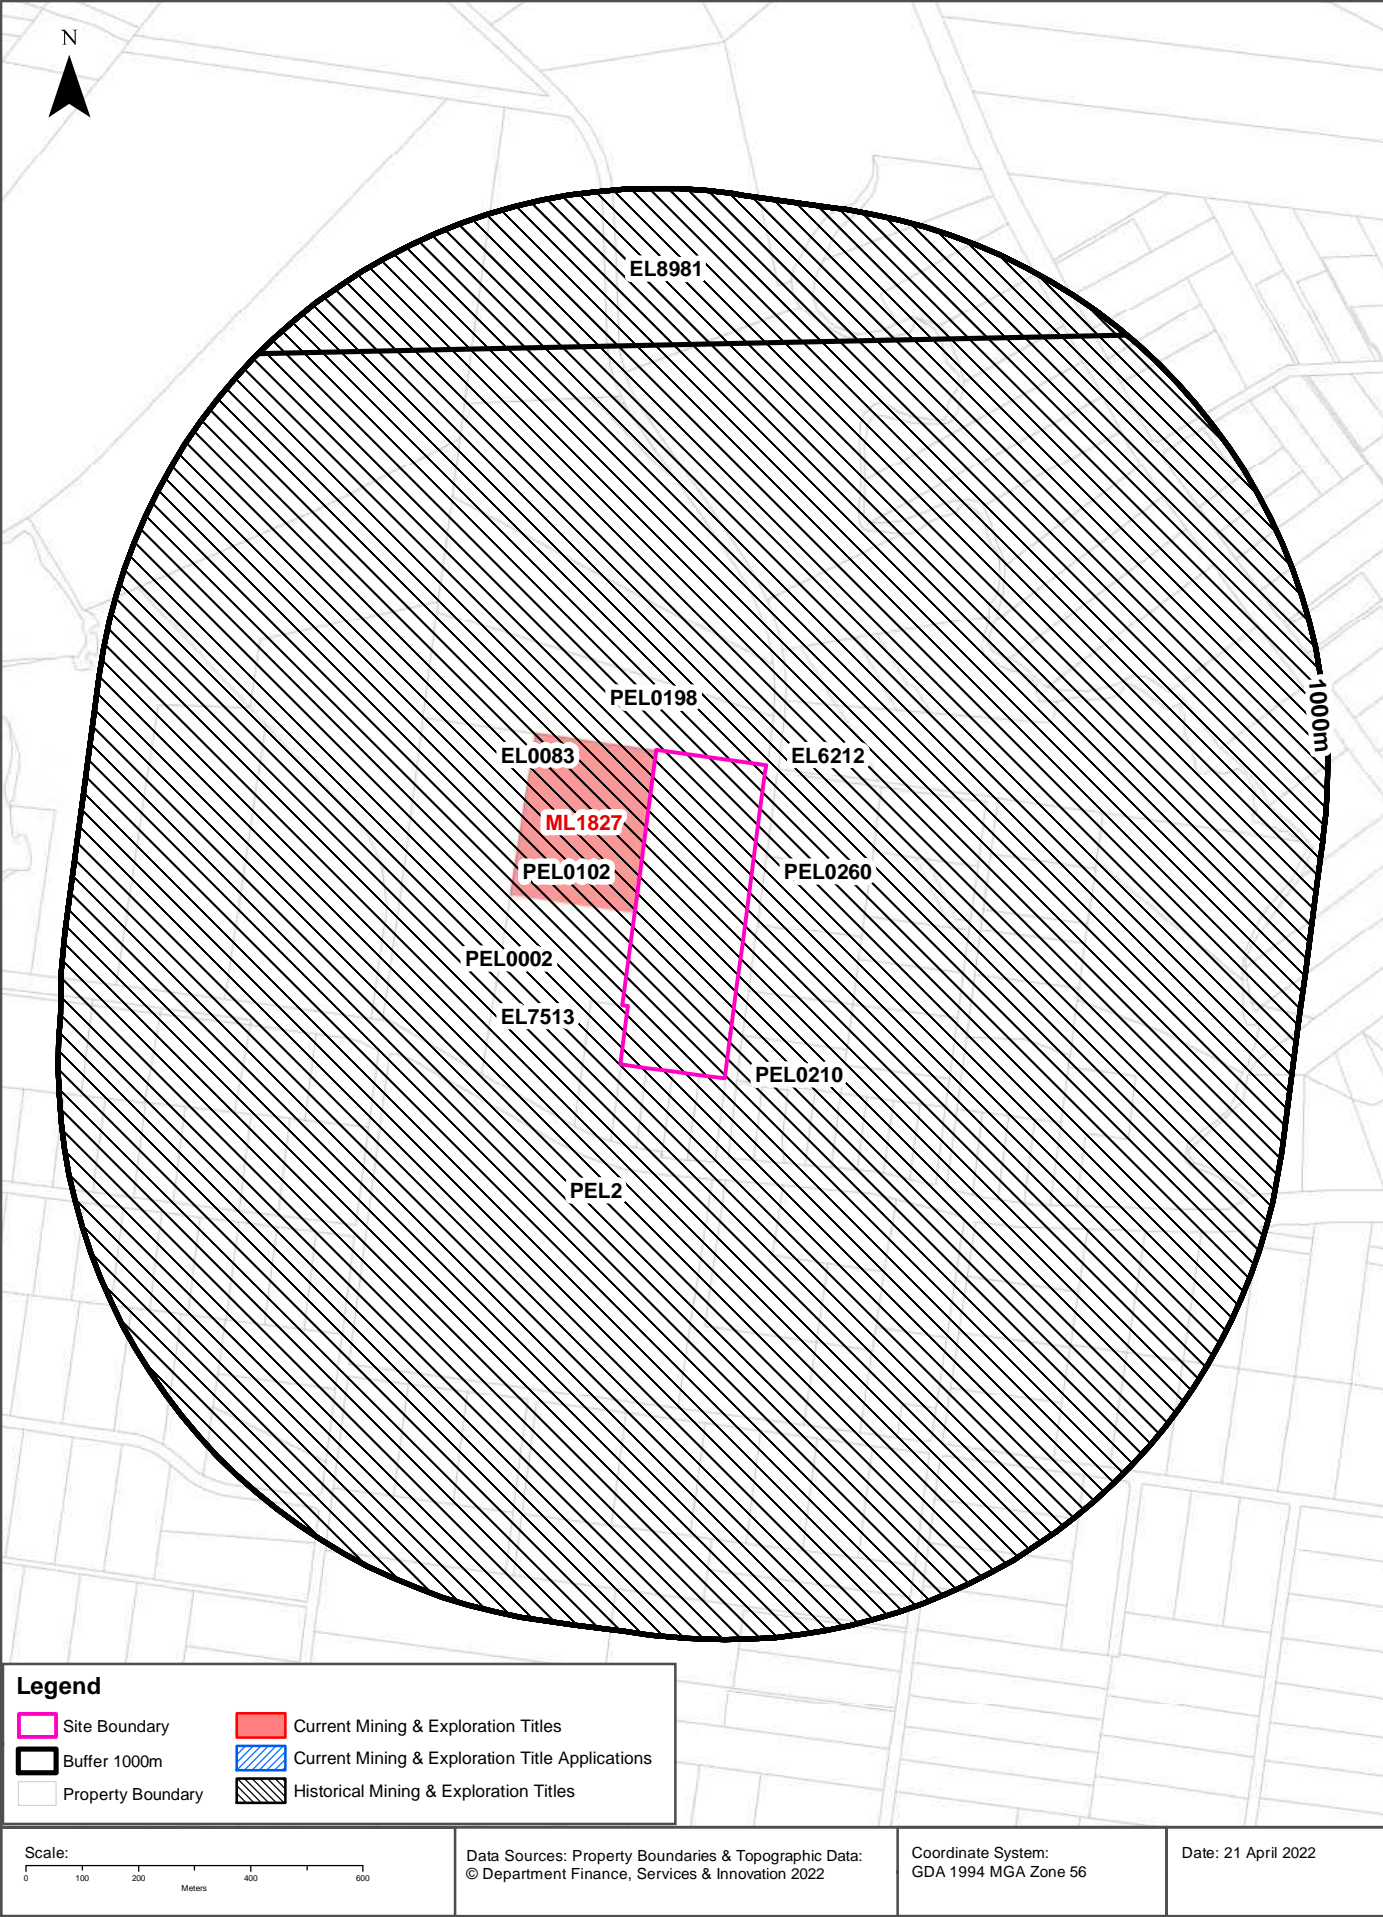 N
EL8981
1000m
PEL0198
EL0083
EL6212
ML1827
PEL0102
PEL0260
PEL0002
EL7513
PEL0210
PEL2
Legend
Site Boundary
Buffer 1000m
Property Boundary
Current Mining & Exploration Titles
Current Mining & Exploration Title Applications
Historical Mining & Exploration Titles
Scale:
0 100 200 400 600
Meters
Data Sources: Property Boundaries & Topographic Data:
© Department Finance, Services & Innovation 2022
Coordinate System:
GDA 1994 MGA Zone 56
Date: 21 April 2022